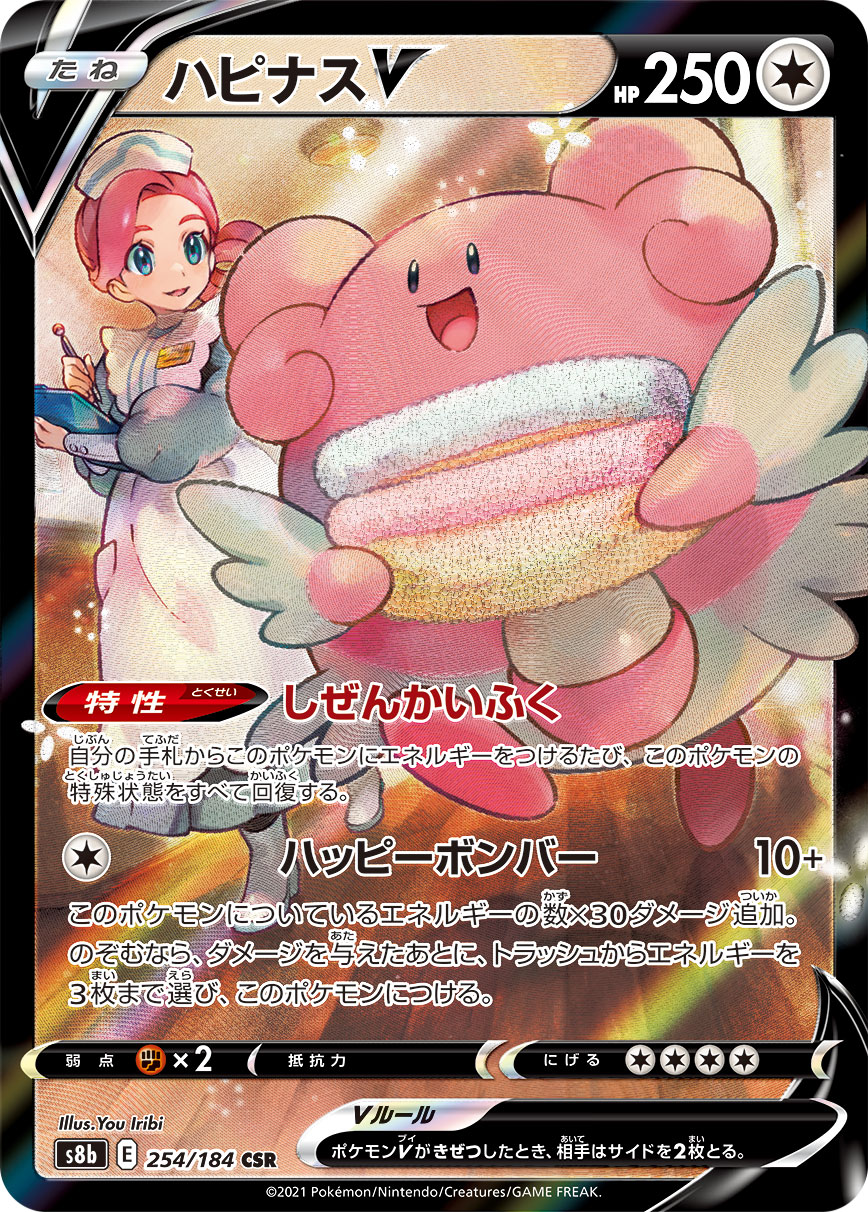 たね ハピナスV HP 250
特性 とくせい しぜんかいふく
自分の手札からこのポケモンにエネルギーをつけるたび、このポケモンの
特殊状態をすべて回復する。
ハッピーボンバー 10+
このポケモンについているエネルギーの数×30ダメージ追加。
のぞむなら、ダメージを与えたあとに、トラッシュからエネルギーを
3枚まで選び、このポケモンにつける。
弱点 ×2 抵抗力 にげる
Vルール
ポケモンVがきぜつしたとき、相手はサイドを2枚とる。
Illus. You Iribi
s8b E 254/184 CSR
©2021 Pokémon/Nintendo/Creatures/GAME FREAK.